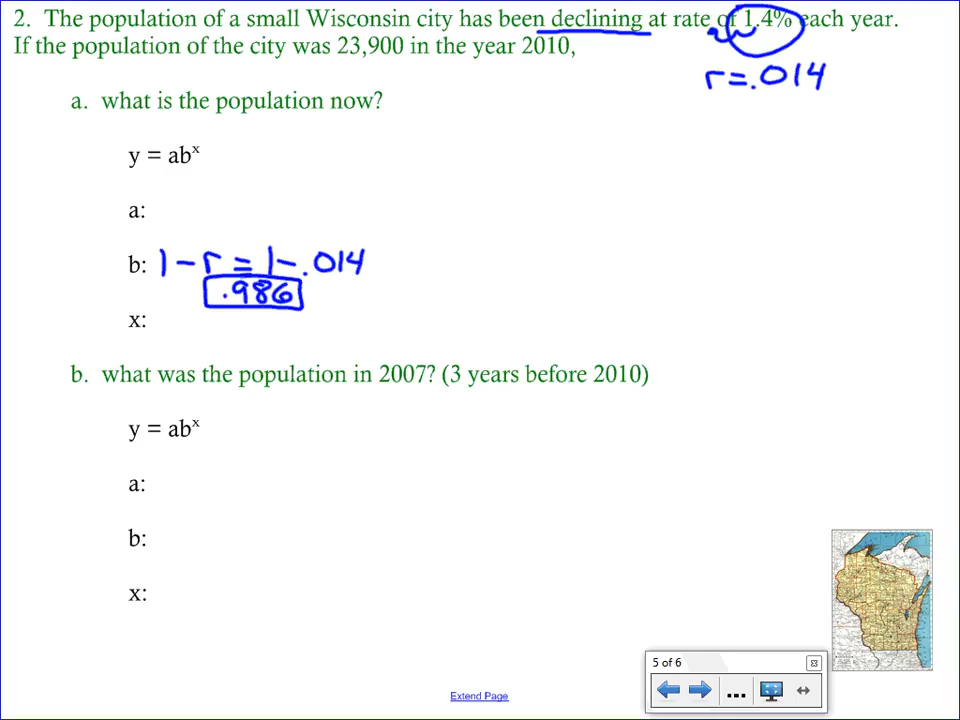 2. The population of a small Wisconsin city has been declining at rate of 1.4% each year.
If the population of the city was 23,900 in the year 2010,
r = .014
a. what is the population now?
y = abˣ
a:
b: 1 - r = 1 - .014
.986
x:
b. what was the population in 2007? (3 years before 2010)
y = abˣ
a:
b:
x:
5 of 6
...
Extend Page